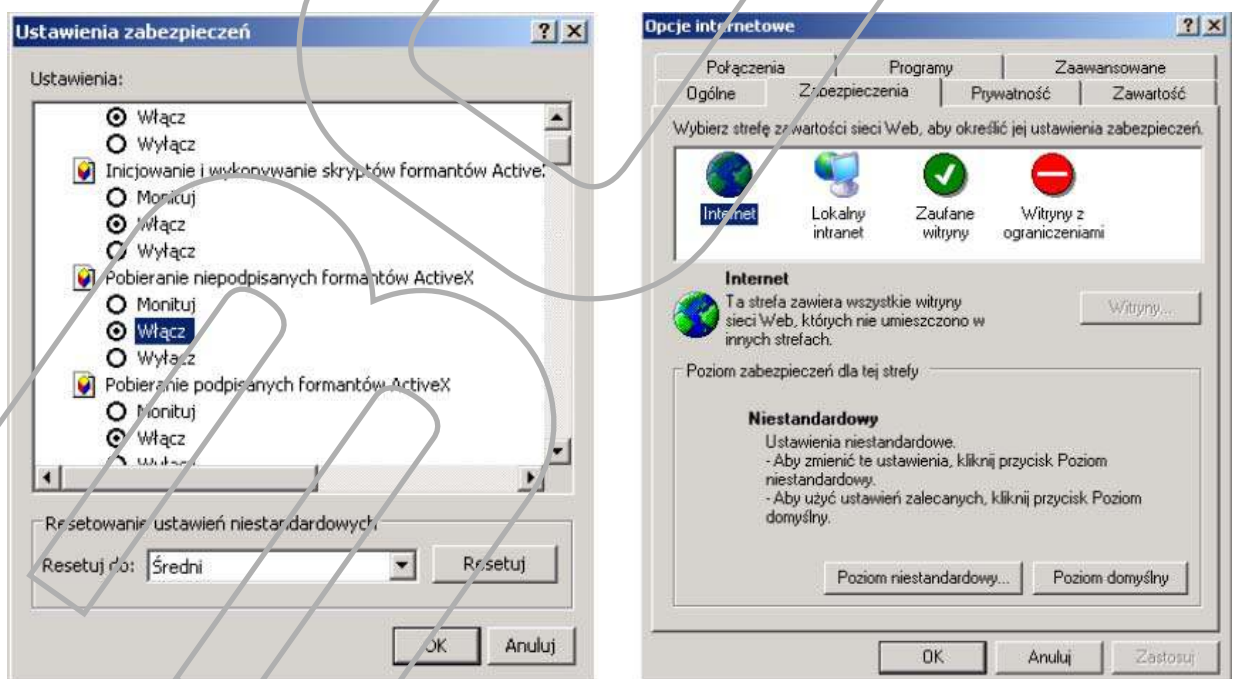 Ustawienia zabezpieczeń
Ustawienia:
Włącz
Wyłącz
Inicjowanie i wykonywanie skryptów formantów Active
Monituj
Włącz
Wyłącz
Pobieranie niepodpisanych formantów ActiveX
Monituj
Włącz
Wyłącz
Pobieranie podpisanych formantów ActiveX
Monituj
Włącz
Resetowanie ustawień niestandardowych
Resetuj do: Średni
Resetuj
OK
Anuluj
Opcje internetowe
Połączenia
Programy
Zaawansowane
Ogólne
Zabezpieczenia
Prywatność
Zawartość
Wybierz strefę zawartości sieci Web, aby określić jej ustawienia zabezpieczeń.
Internet
Lokalny
intranet
Zaufane
witryny
Witryny z
ograniczeniami
Internet
Ta strefa zawiera wszystkie witryny
sieci Web, których nie umieszczono w
innych strefach.
Witryny...
Poziom zabezpieczeń dla tej strefy
Niestandardowy
Ustawienia niestandardowe.
- Aby zmienić te ustawienia, kliknij przycisk Poziom
niestandardowy.
- Aby użyć ustawień zalecanych, kliknij przycisk Poziom
domyślny.
Poziom niestandardowy...
Poziom domyślny
OK
Anuluj
Zastosuj